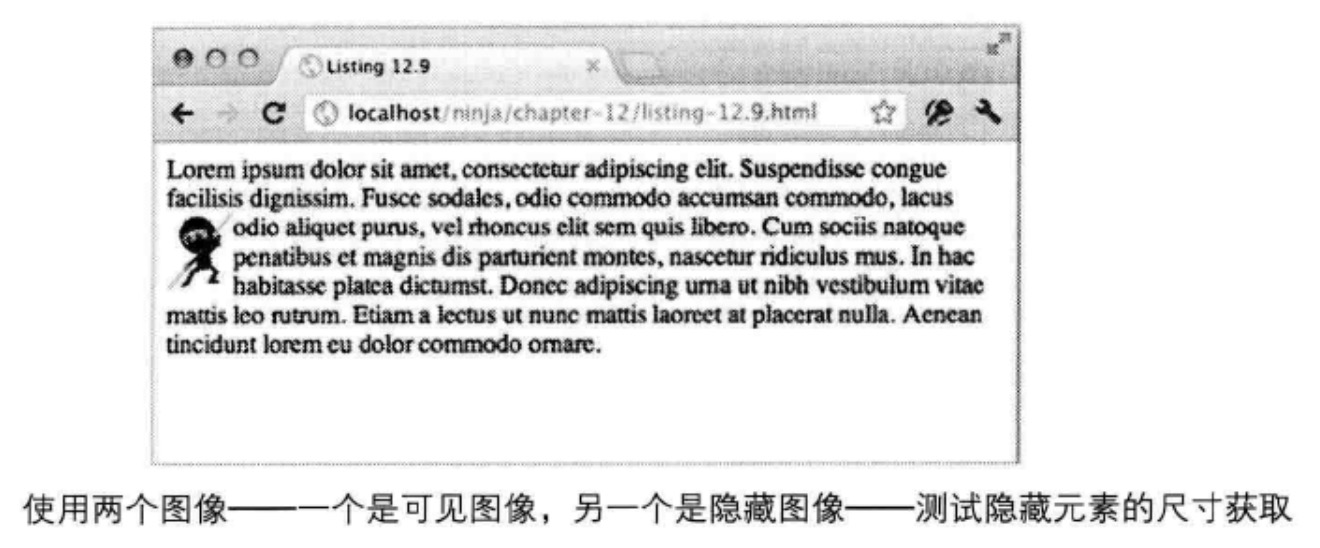 Listing 12.9
localhost/ninja/chapter-12/listing-12.9.html
Lorem ipsum dolor sit amet, consectetur adipiscing elit. Suspendisse congue
facilisis dignissim. Fusce sodales, odio commodo accumsan commodo, lacus
odio aliquet purus, vel rhoncus elit sem quis libero. Cum sociis natoque
penatibus et magnis dis parturient montes, nascetur ridiculus mus. In hac
habitasse platea dictumst. Donec adipiscing urna ut nibh vestibulum vitae
mattis leo rutrum. Etiam a lectus ut nunc mattis laoreet at placerat nulla. Aenean
tincidunt lorem eu dolor commodo ornare.
使用两个图像——一个是可见图像，另一个是隐藏图像——测试隐藏元素的尺寸获取